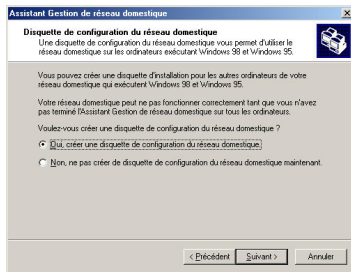 Assistant Gestion de réseau domestique
Disquette de configuration du réseau domestique
Une disquette de configuration du réseau domestique vous permet d'utiliser le
réseau domestique sur les ordinateurs exécutant Windows 98 et Windows 95.
Vous pouvez créer une disquette d'installation pour les autres ordinateurs de votre
réseau domestique qui exécutent Windows 98 et Windows 95.
Votre réseau domestique peut ne pas fonctionner correctement tant que vous n'avez
pas terminé l'Assistant Gestion de réseau domestique sur tous les ordinateurs.
Voulez-vous créer une disquette de configuration du réseau domestique ?
Oui, créer une disquette de configuration du réseau domestique.
Non, ne pas créer de disquette de configuration du réseau domestique maintenant.
< Précédent
Suivant >
Annuler